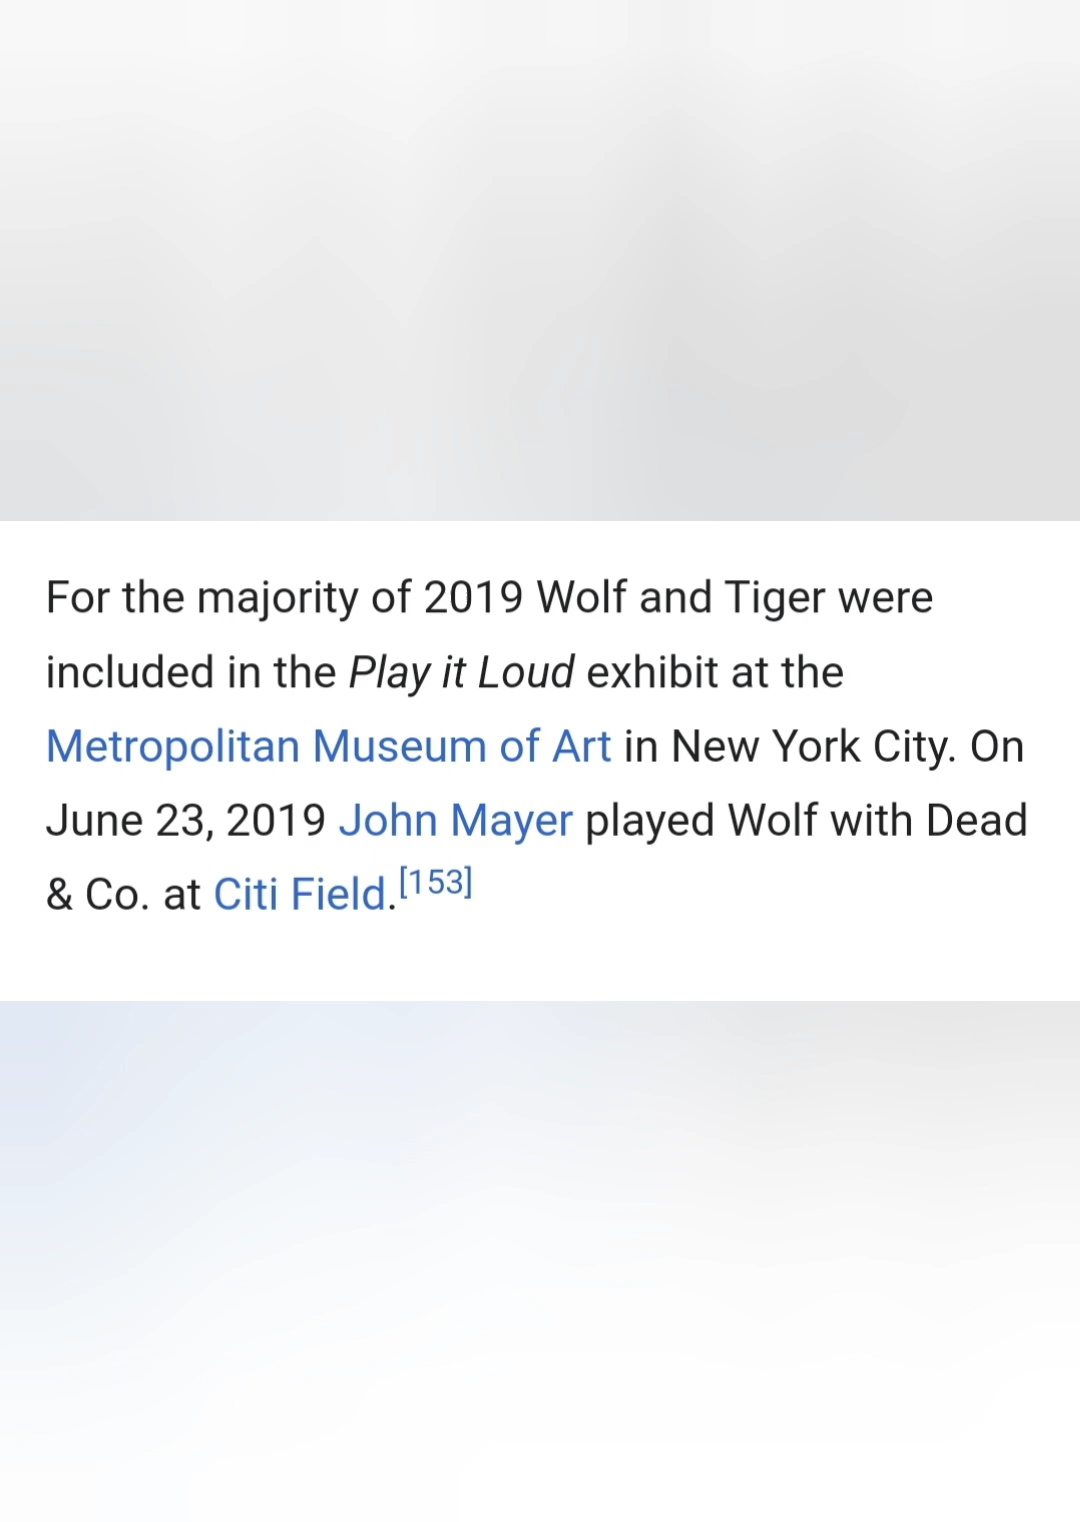 For the majority of 2019 Wolf and Tiger were
included in the Play it Loud exhibit at the
Metropolitan Museum of Art in New York City. On
June 23, 2019 John Mayer played Wolf with Dead
& Co. at Citi Field.[153]